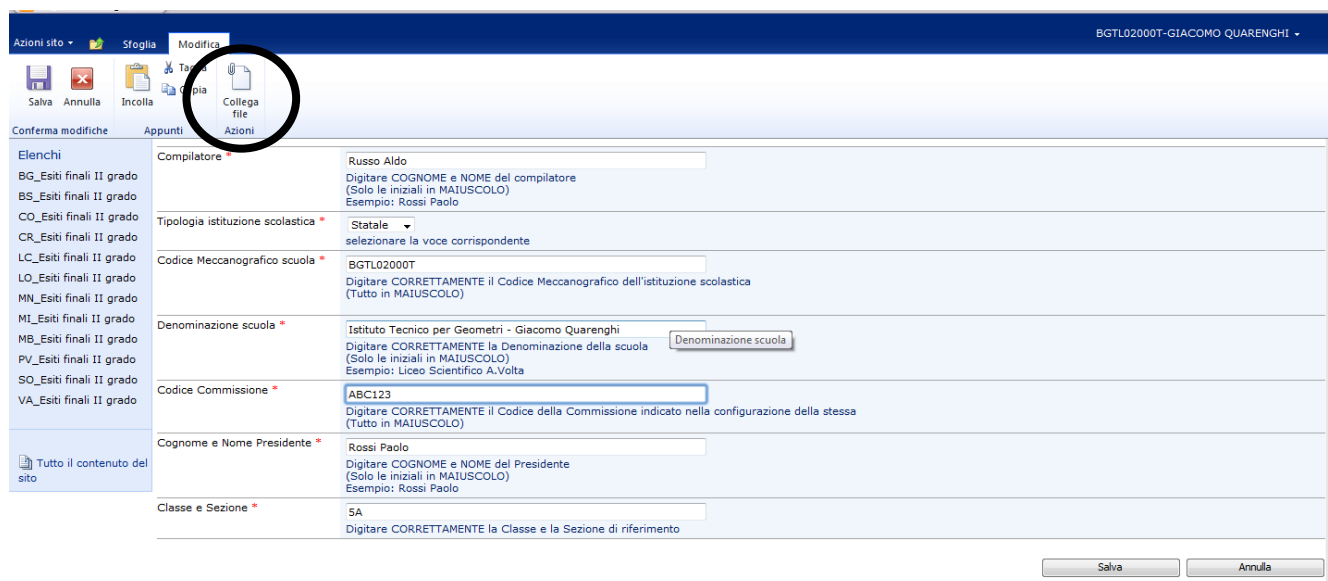 BGTL02000T-GIACOMO QUARENGHI
Azioni sito Sfoglia Modifica
Salva Annulla Incolla Taglia Copia Collega file
Conferma modifiche Appunti Azioni
Elenchi
BG_Esiti finali II grado
BS_Esiti finali II grado
CO_Esiti finali II grado
CR_Esiti finali II grado
LC_Esiti finali II grado
LO_Esiti finali II grado
MN_Esiti finali II grado
MI_Esiti finali II grado
MB_Esiti finali II grado
PV_Esiti finali II grado
SO_Esiti finali II grado
VA_Esiti finali II grado
Tutto il contenuto del
sito
Compilatore *
Russo Aldo
Digitare COGNOME e NOME del compilatore
(Solo le iniziali in MAIUSCOLO)
Esempio: Rossi Paolo
Tipologia istituzione scolastica *
Statale
selezionare la voce corrispondente
Codice Meccanografico scuola *
BGTL02000T
Digitare CORRETTAMENTE il Codice Meccanografico dell'istituzione scolastica
(Tutto in MAIUSCOLO)
Denominazione scuola *
Istituto Tecnico per Geometri - Giacomo Quarenghi
Denominazione scuola
Digitare CORRETTAMENTE la Denominazione della scuola
(Solo le iniziali in MAIUSCOLO)
Esempio: Liceo Scientifico A.Volta
Codice Commissione *
ABC123
Digitare CORRETTAMENTE il Codice della Commissione indicato nella configurazione della stessa
(Tutto in MAIUSCOLO)
Cognome e Nome Presidente *
Rossi Paolo
Digitare COGNOME e NOME del Presidente
(Solo le iniziali in MAIUSCOLO)
Esempio: Rossi Paolo
Classe e Sezione *
5A
Digitare CORRETTAMENTE la Classe e la Sezione di riferimento
Salva Annulla